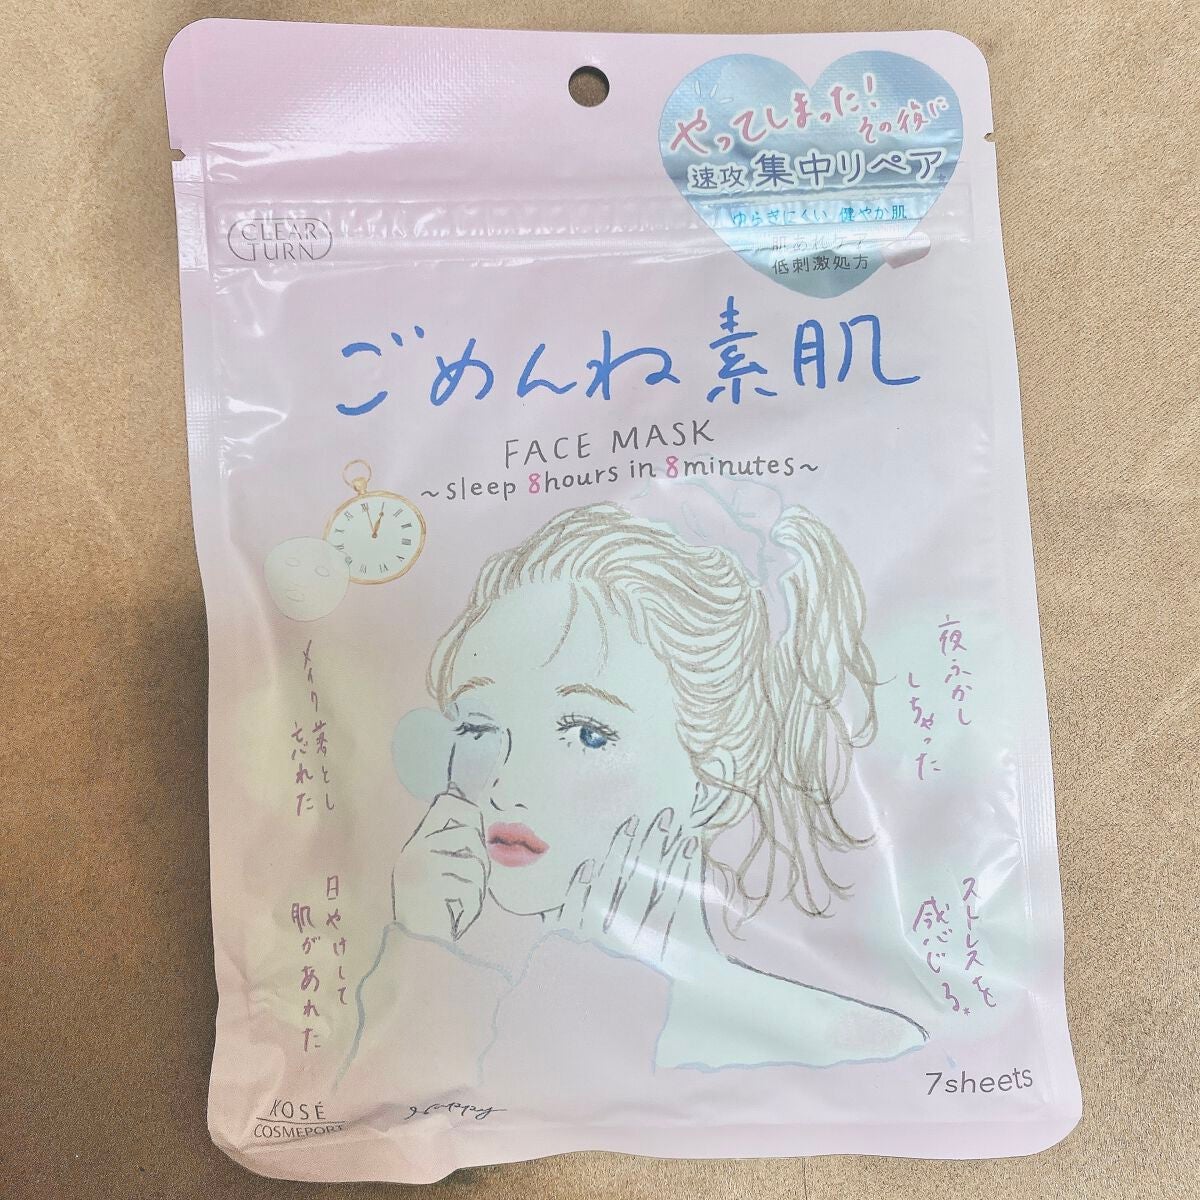 やってしまった!
その後に
速攻 集中リペア*
ゆらぎにくい 健やか肌
肌あれケア
低刺激処方
CLEAR
TURN
ごめんね素肌
FACE MASK
~sleep 8hours in 8minutes~
メイク落とし
忘れた
夜ふかし
しちゃった
日やけして
肌があれた
ストレスを
感じる*
7sheets
KOSÉ
COSMEPORT